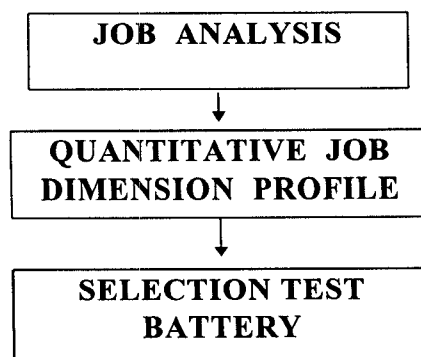 JOB ANALYSIS
QUANTITATIVE JOB
DIMENSION PROFILE
SELECTION TEST
BATTERY